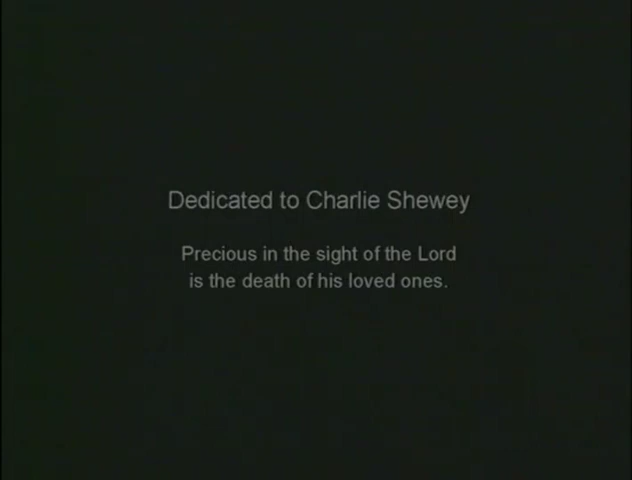 Dedicated to Charlie Shewey
Precious in the sight of the Lord
is the death of his loved ones.